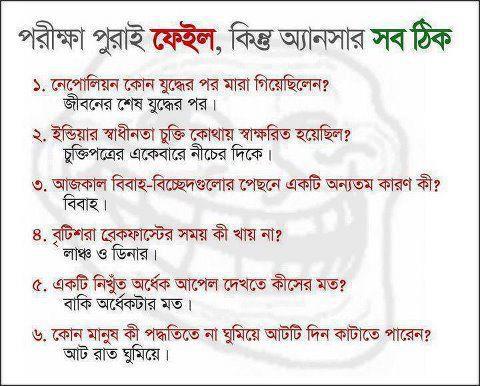 পরীক্ষা পুরাই ফেইল, কিন্তু অ্যানসার সব ঠিক
১. নেপোলিয়ন কোন যুদ্ধের পর মারা গিয়েছিলেন?
জীবনের শেষ যুদ্ধের পর।
২. ইন্ডিয়ার স্বাধীনতা চুক্তি কোথায় স্বাক্ষরিত হয়েছিল?
চুক্তিপত্রের একেবারে নীচের দিকে।
৩. আজকাল বিবাহ-বিচ্ছেদগুলোর পেছনে একটি অন্যতম কারণ কী?
বিবাহ।
৪. বৃটিশরা ব্রেকফাস্টের সময় কী খায় না?
লাঞ্চ ও ডিনার।
৫. একটি নিখুঁত অর্ধেক আপেল দেখতে কীসের মত?
বাকি অর্ধেকটার মত।
৬. কোন মানুষ কী পদ্ধতিতে না ঘুমিয়ে আটটি দিন কাটাতে পারেন?
আট রাত ঘুমিয়ে।